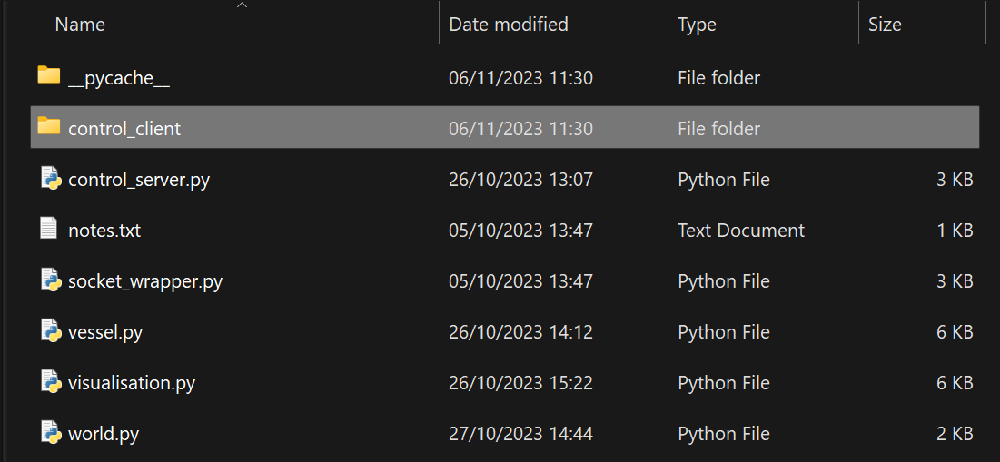 Name Date modified Type Size
__pycache__ 06/11/2023 11:30 File folder
control_client 06/11/2023 11:30 File folder
control_server.py 26/10/2023 13:07 Python File 3 KB
notes.txt 05/10/2023 13:47 Text Document 1 KB
socket_wrapper.py 05/10/2023 13:47 Python File 3 KB
vessel.py 26/10/2023 14:12 Python File 6 KB
visualisation.py 26/10/2023 15:22 Python File 6 KB
world.py 27/10/2023 14:44 Python File 2 KB